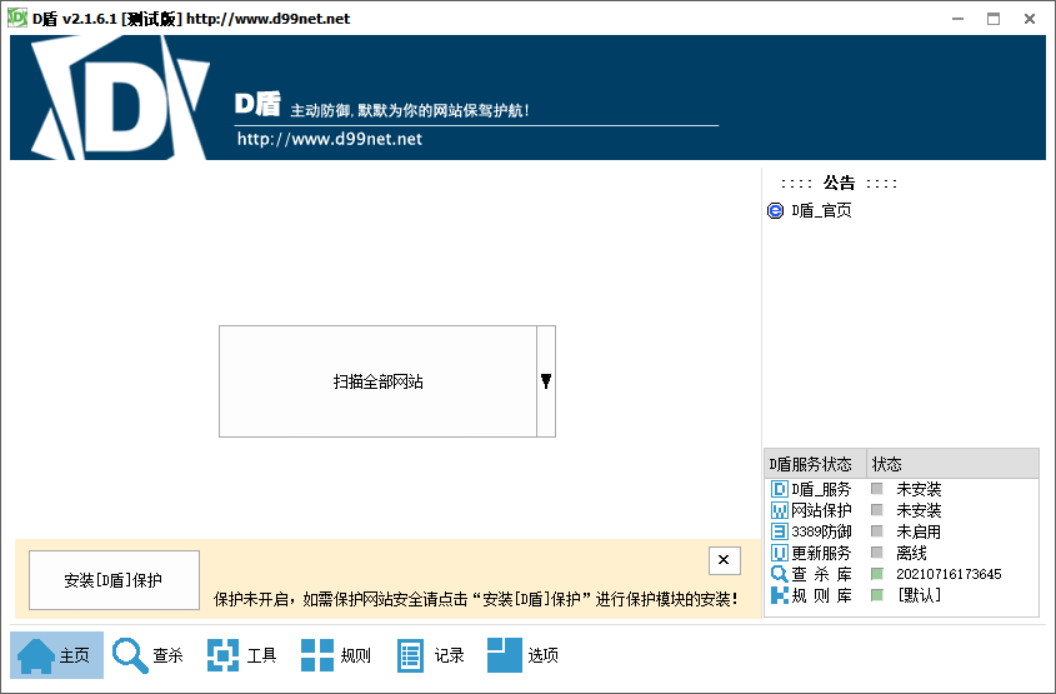 D盾 v2.1.6.1 [测试版] http://www.d99net.net
D盾 主动防御,默默为你的网站保驾护航!
http://www.d99net.net
:::: 公告 ::::
D盾_官页
扫描全部网站
D盾服务状态 状态
D盾_服务 未安装
网站保护 未安装
3389防御 未启用
更新服务 离线
查 杀 库 20210716173645
规 则 库 [默认]
安装[D盾]保护
保护未开启，如需保护网站安全请点击“安装[D盾]保护”进行保护模块的安装!
主页 查杀 工具 规则 记录 选项